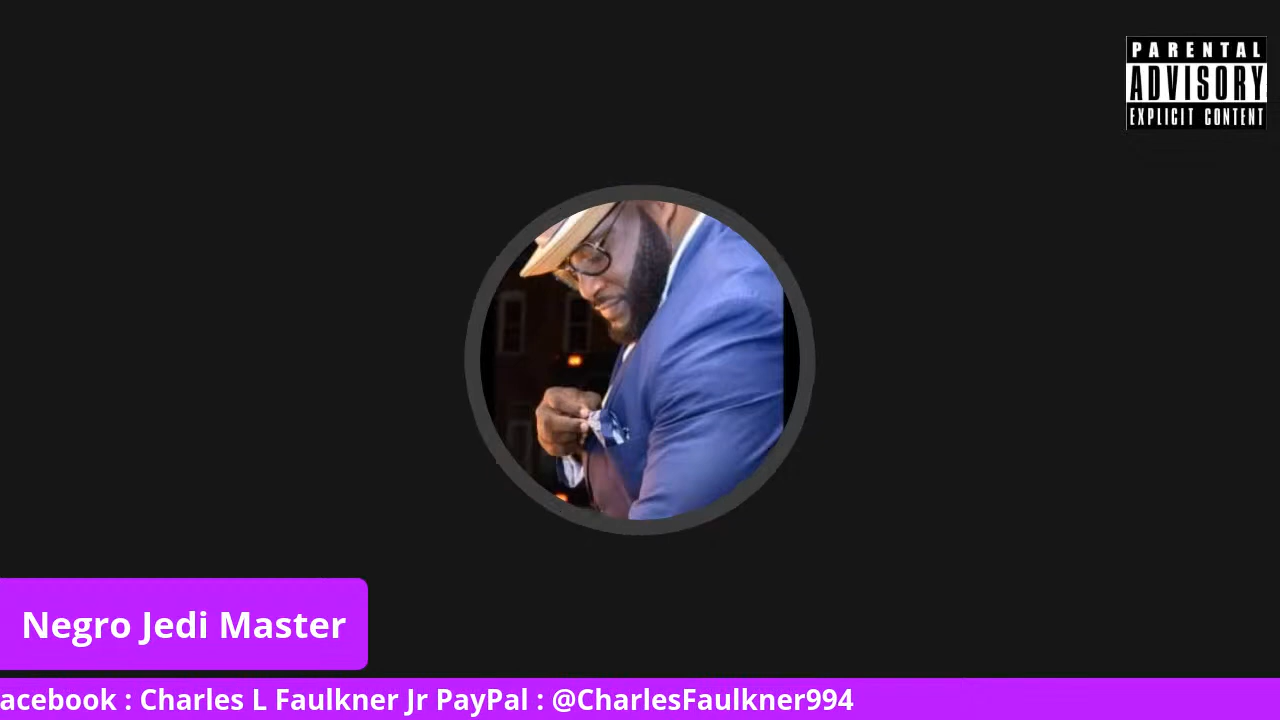 PARENTAL
ADVISORY
EXPLICIT CONTENT
Negro Jedi Master
acebook : Charles L Faulkner Jr PayPal : @CharlesFaulkner994